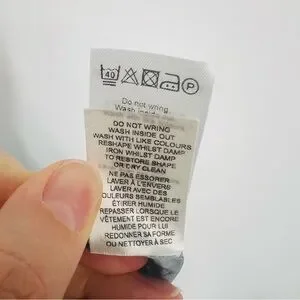 40 P
Do not wring.
Wash inside out
DO NOT WRING
WASH INSIDE OUT
WASH WITH LIKE COLOURS
RESHAPE WHILST DAMP
IRON WHILST DAMP
TO RESTORE SHAPE
OR DRY CLEAN
NE PAS ESSORER
LAVER À L'ENVERS
LAVER AVEC DES
COULEURS SEMBLABLES
ÉTIRER HUMIDE
REPASSER LORSQUE LE
VÊTEMENT EST ENCORE
HUMIDE POUR LUI
REDONNER SA FORME
OU NETTOYER À SEC